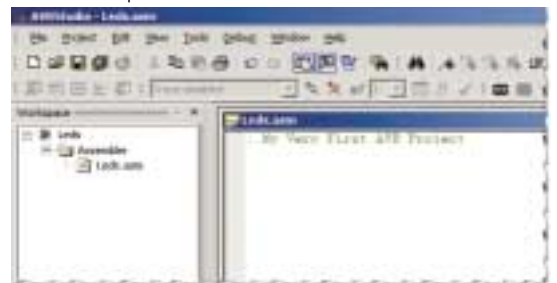 AVRStudio - Leds.asm
File Project Edit View Tools Debug Window Help
Workspace
Leds
Assembler
Leds.asm
Leds.asm
My Very First AVR Project